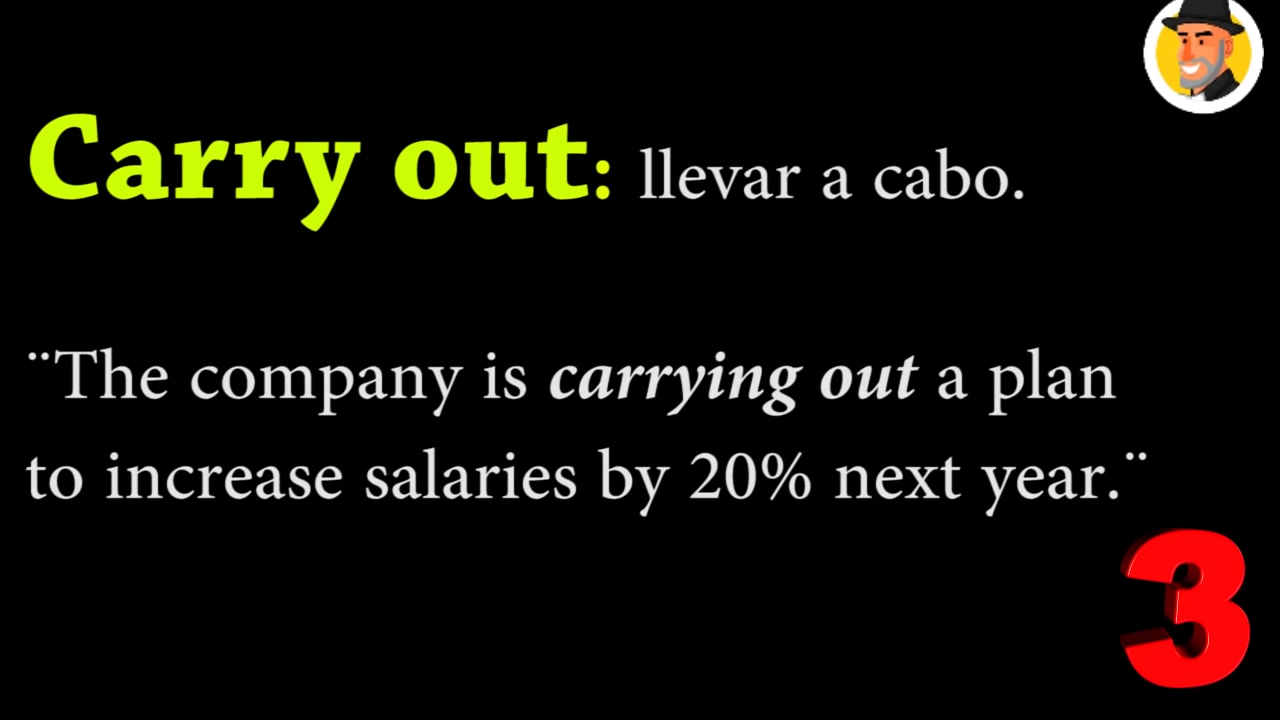 Carry out: llevar a cabo.
¨The company is carrying out a plan
to increase salaries by 20% next year.¨
3